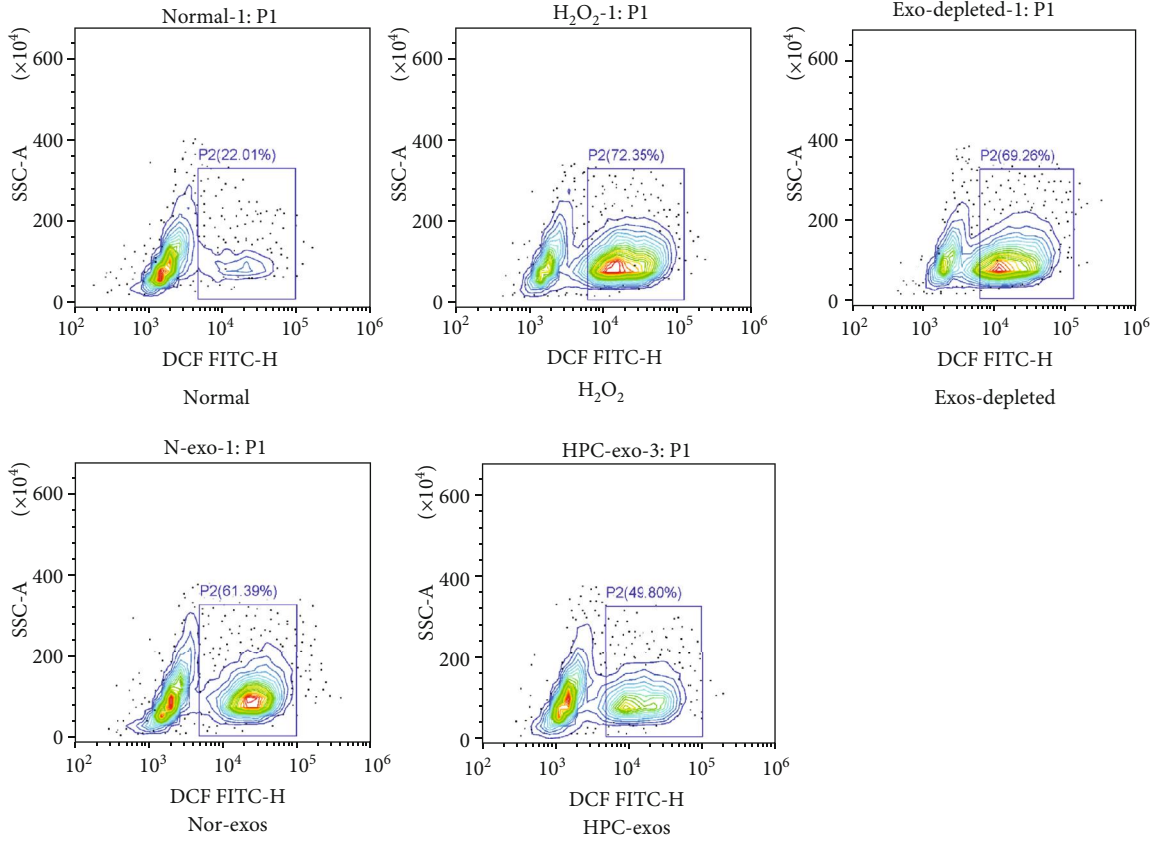 Normal-1: P1
(×10⁴)
600
400
200
0
SSC-A
P2(22.01%)
10² 10³ 10⁴ 10⁵ 10⁶
DCF FITC-H
Normal
H₂O₂-1: P1
(×10⁴)
600
400
200
0
SSC-A
P2(72.35%)
10² 10³ 10⁴ 10⁵ 10⁶
DCF FITC-H
H₂O₂
Exo-depleted-1: P1
(×10⁴)
600
400
200
0
SSC-A
P2(69.26%)
10² 10³ 10⁴ 10⁵ 10⁶
DCF FITC-H
Exos-depleted
N-exo-1: P1
(×10⁴)
600
400
200
0
SSC-A
P2(61.39%)
10² 10³ 10⁴ 10⁵ 10⁶
DCF FITC-H
Nor-exos
HPC-exo-3: P1
(×10⁴)
600
400
200
0
SSC-A
P2(49.80%)
10² 10³ 10⁴ 10⁵ 10⁶
DCF FITC-H
HPC-exos